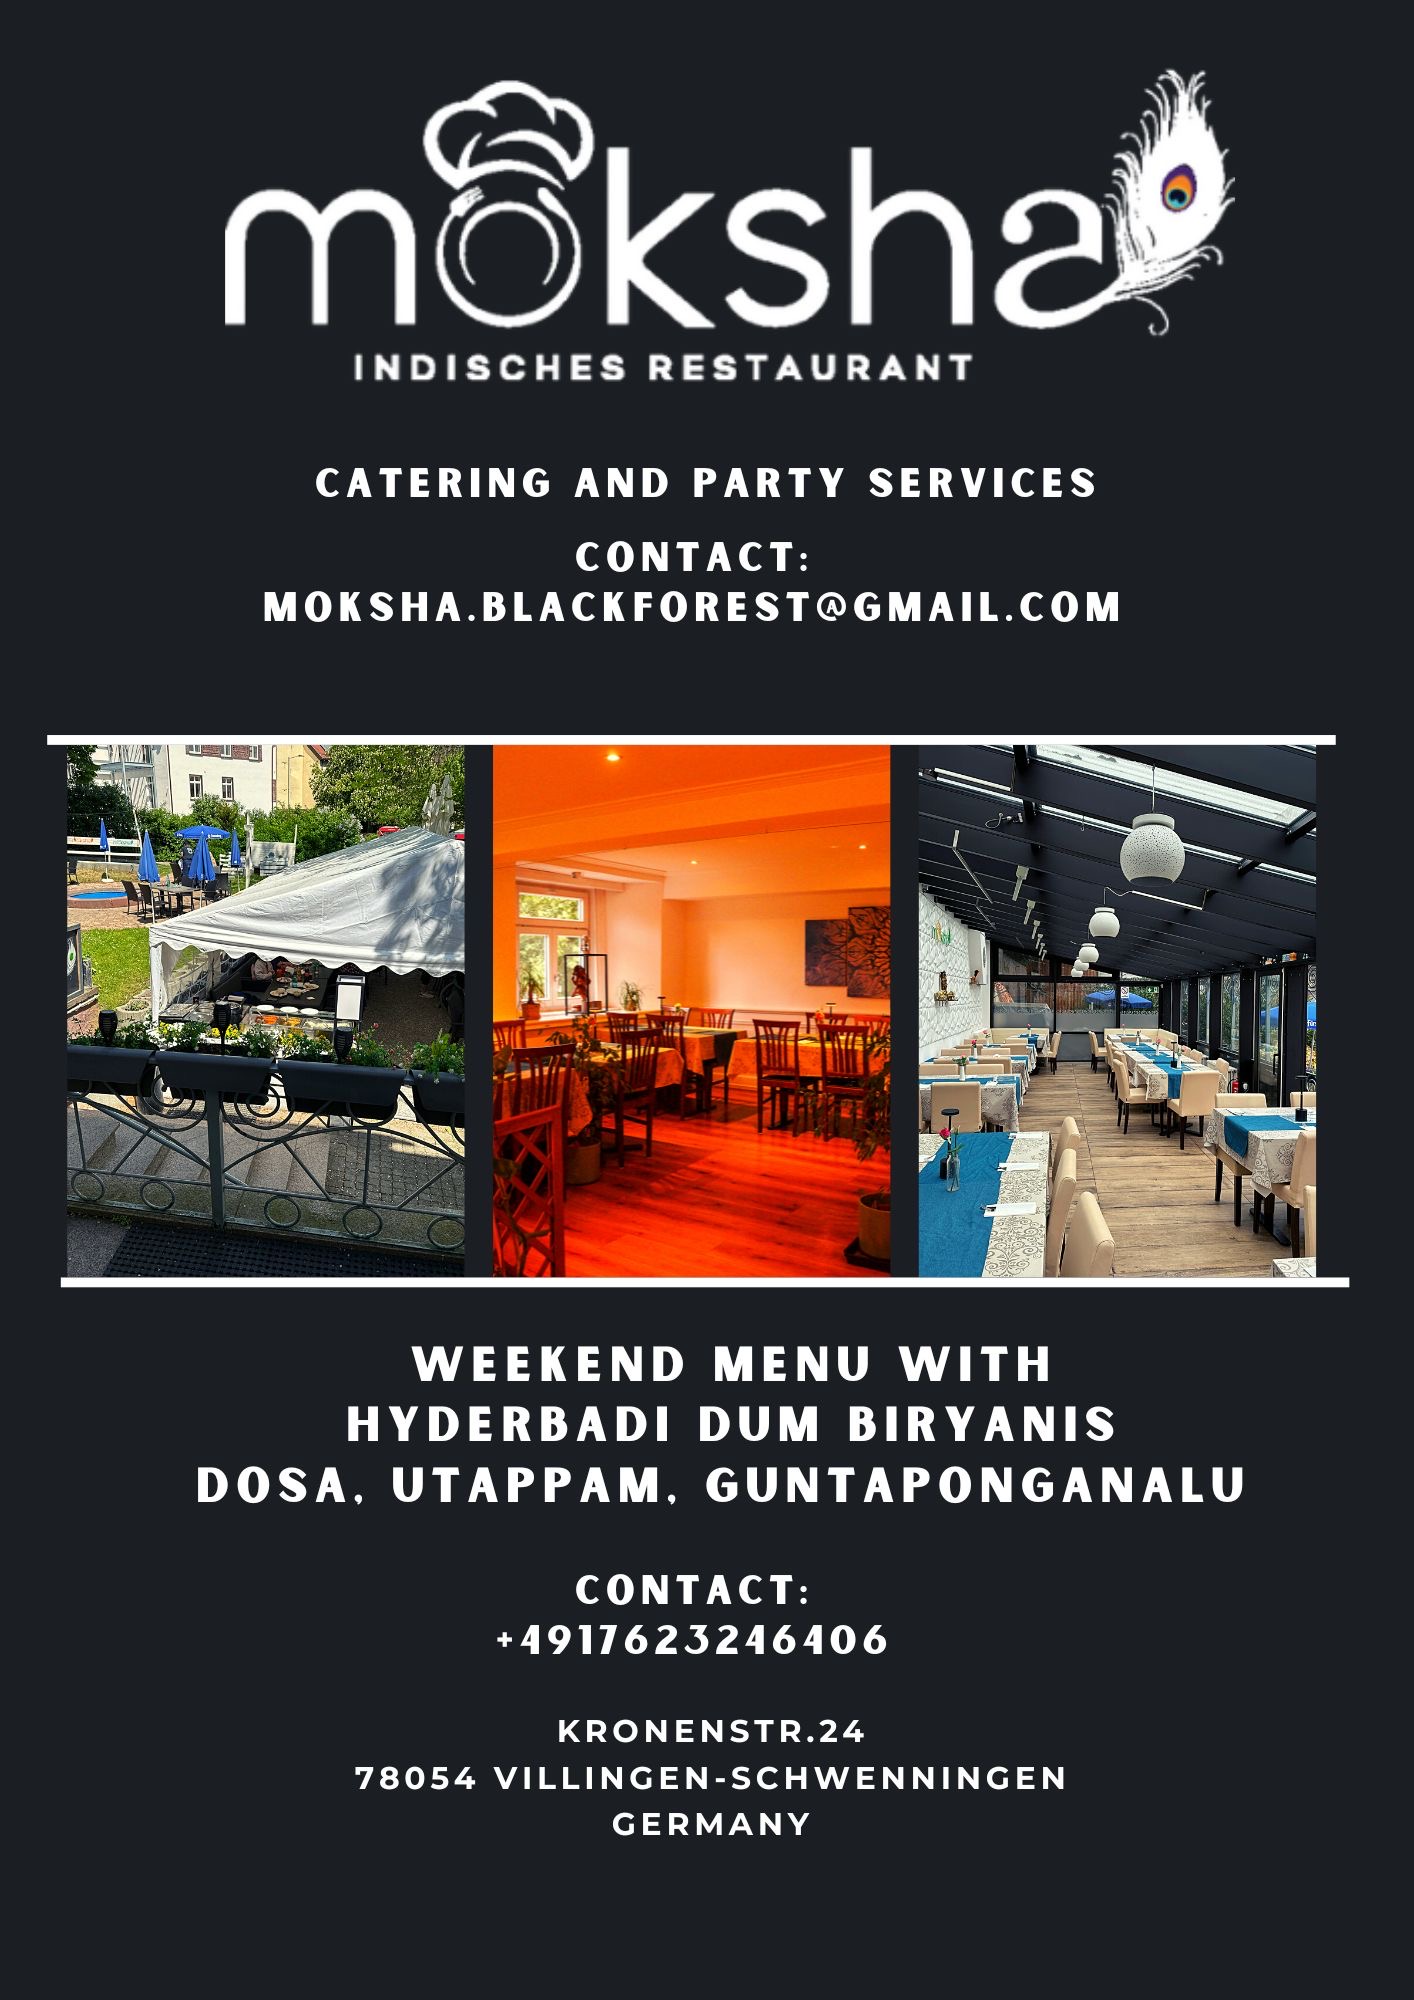 moksha
INDISCHES RESTAURANT
CATERING AND PARTY SERVICES
CONTACT:
MOKSHA.BLACKFOREST@GMAIL.COM
WEEKEND MENU WITH
HYDERBADI DUM BIRYANIS
DOSA, UTAPPAM, GUNTAPONGANALU
CONTACT:
+4917623246406
KRONENSTR.24
78054 VILLINGEN-SCHWENNINGEN
GERMANY